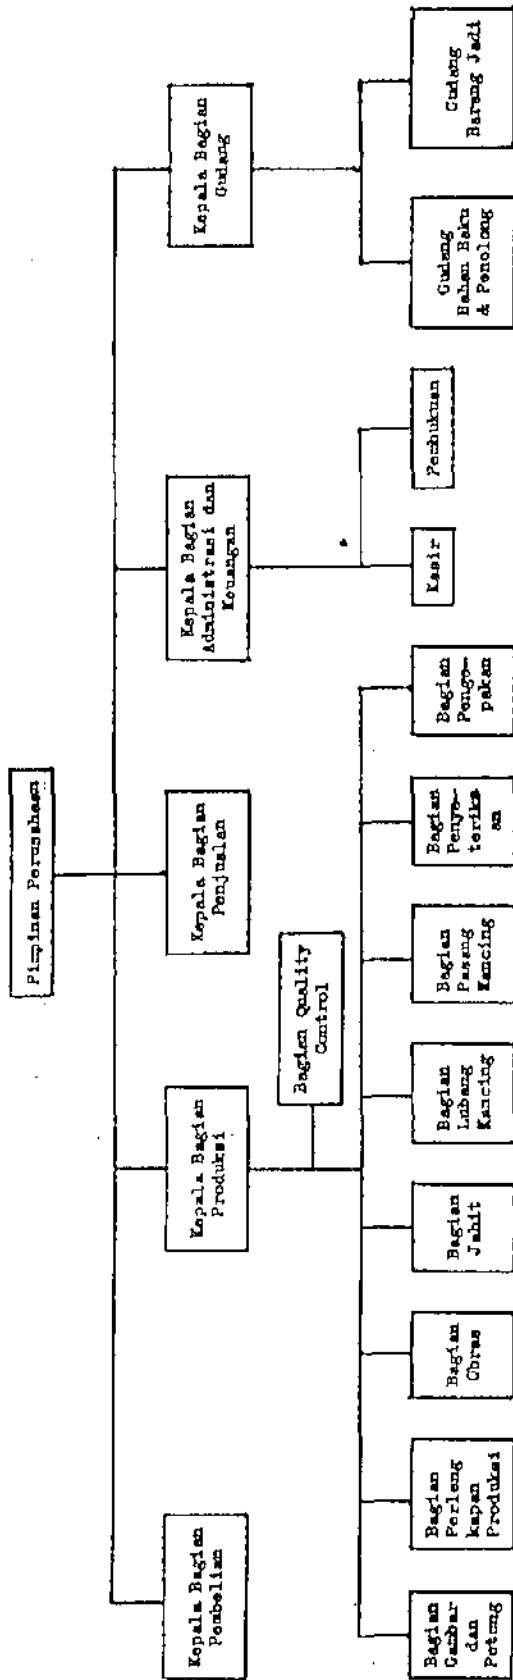 Pimpinan Perusahaan
Kepala Bagian
Pembelian
Kepala Bagian
Produksi
Kepala Bagian
Penjualan
Kepala Bagian
Administrasi dan
Keuangan
Kepala Bagian
Gudang
Bagian Quality
Control
Bagian
Gambar
dan
Potong
Bagian
Perleng
kapan
Produksi
Bagian
Obras
Bagian
Jahit
Bagian
Lubang
Kancing
Bagian
Pasang
Kancing
Bagian
Penye-
terika-
an
Bagian
Pengo-
pakan
Kasir
Pembukuan
Gudang
Bahan Baku
& Penolong
Gudang
Barang Jadi